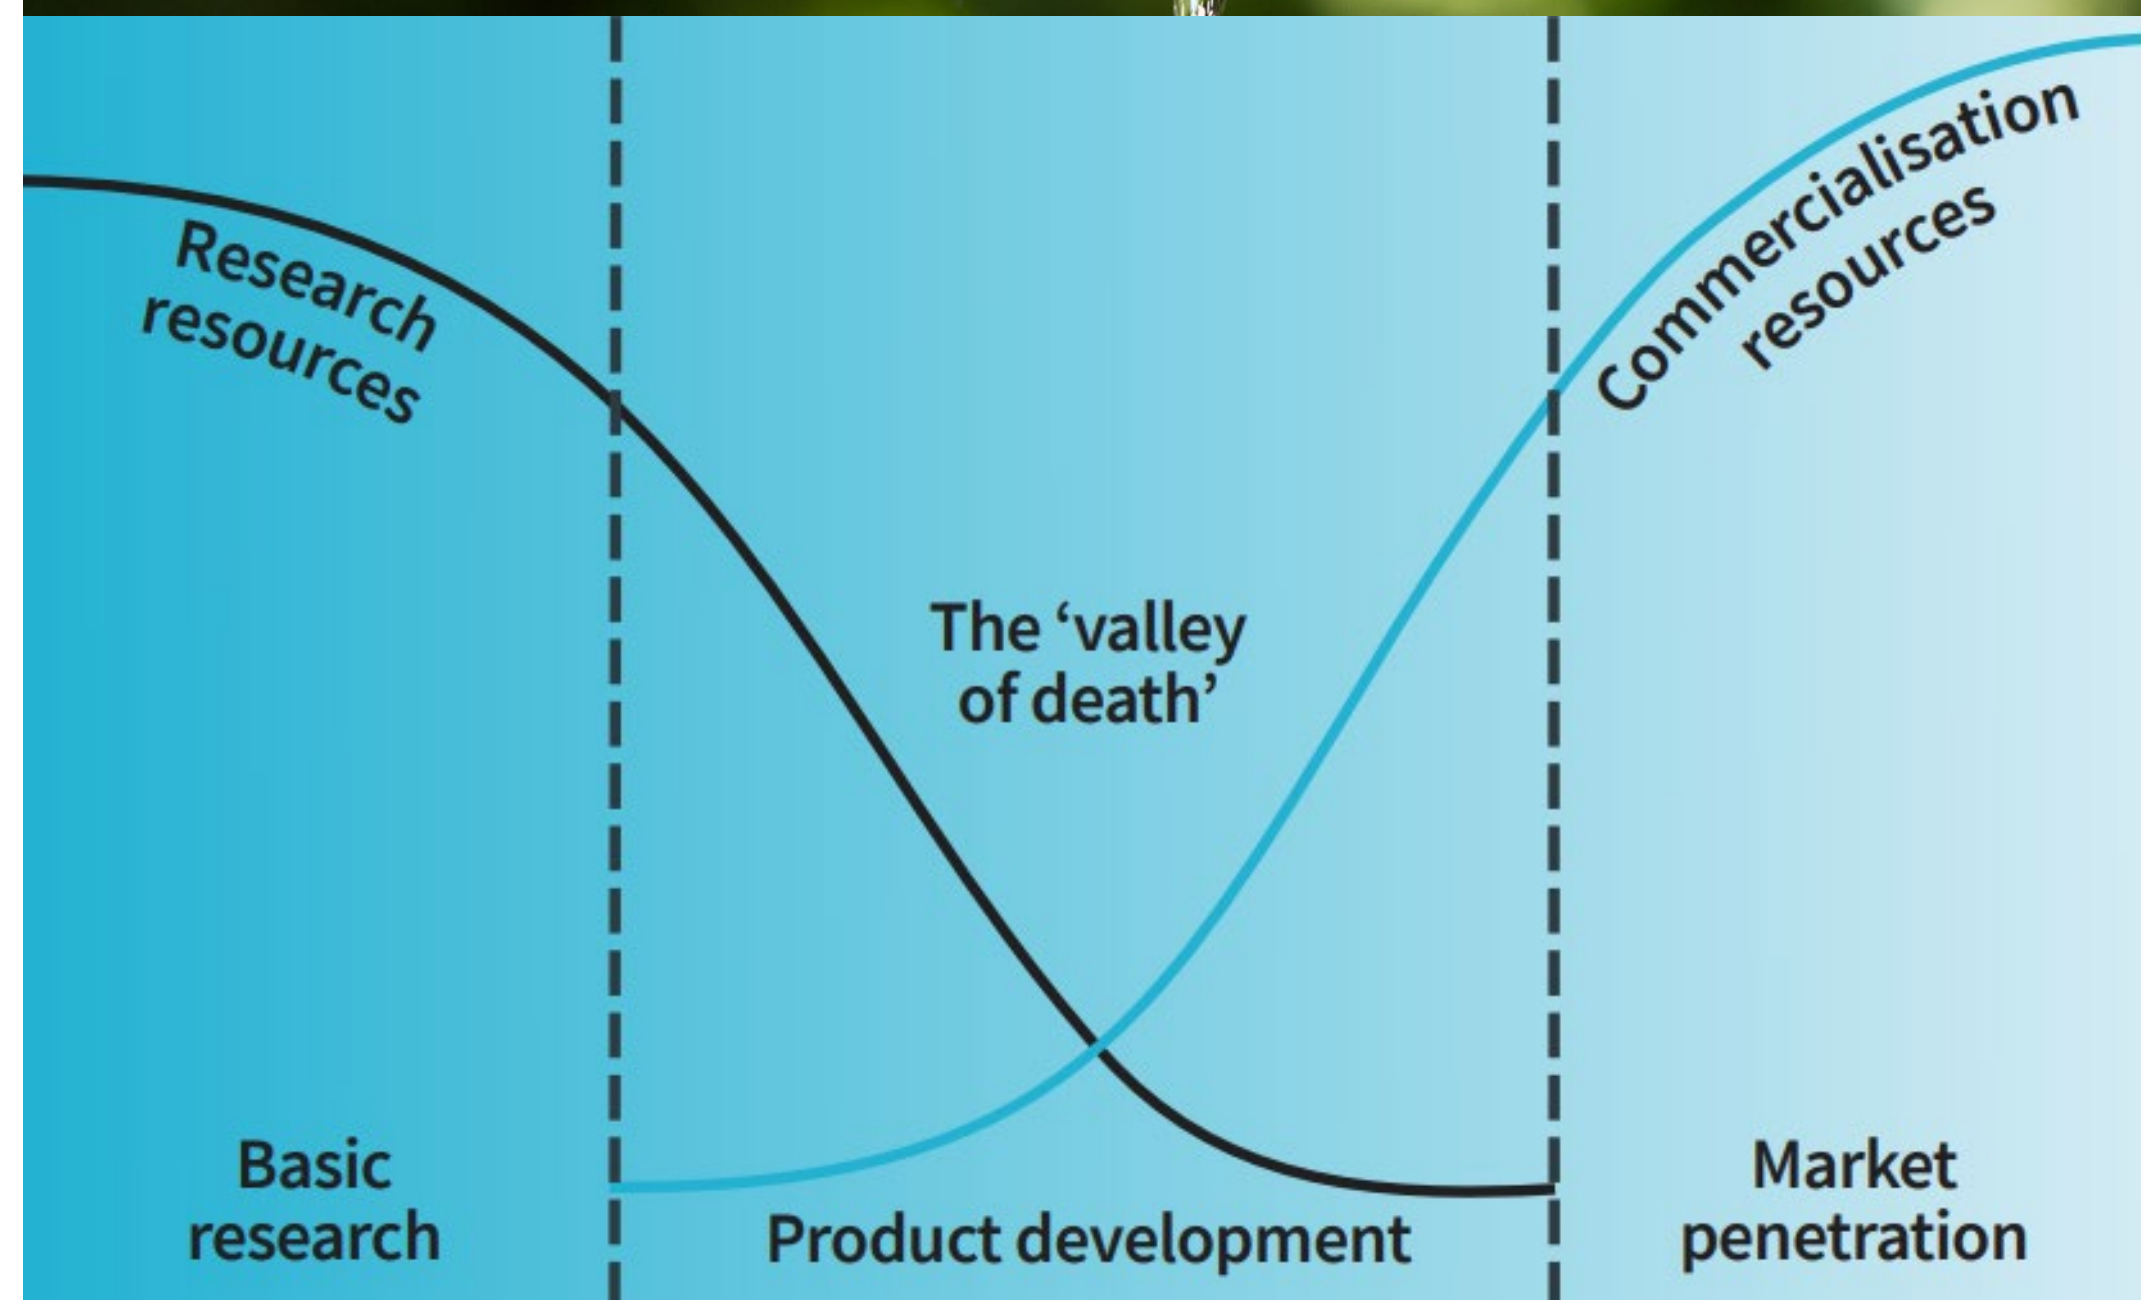 Research
resources
Commercialisation
resources
The ‘valley
of death’
Basic
research
Product development
Market
penetration